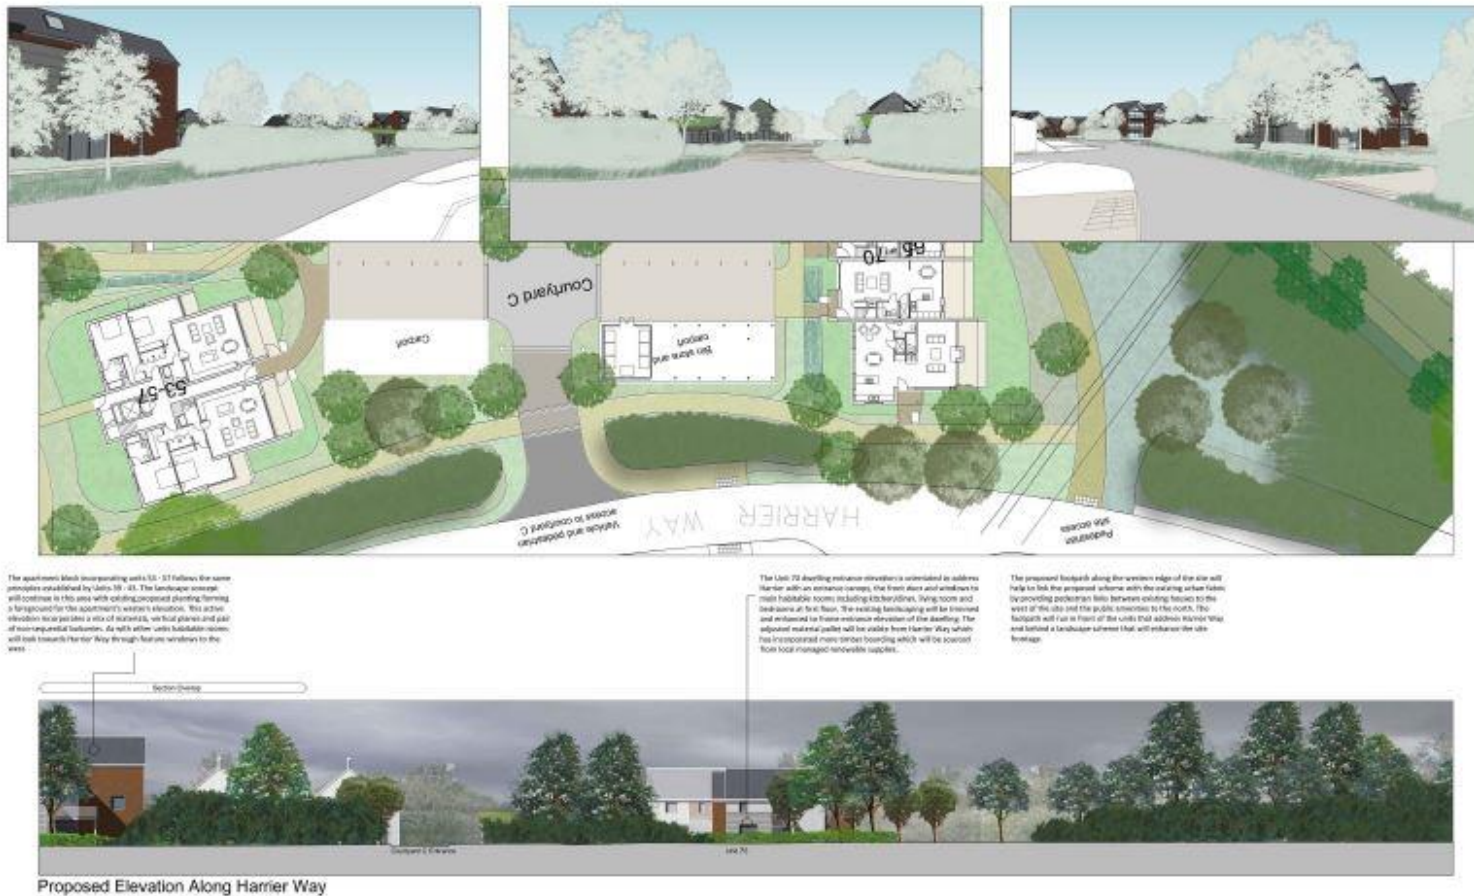 65
70
Courtyard C
Carport
Bin store and
carport
53-57
HARRIER WAY
Vehicle and pedestrian
access to courtyard C
Pedestrian
site access
The apartment block incorporating units 53 - 57 follows the same
principles established by Units 39 - 43. The landscape concept
will continue in this area with existing proposed planting forming
a foreground for the apartment's western elevation. This active
elevation incorporates a mix of materials, vertical planes and pair
of non-sequential balconies. As with other units habitable rooms
will look towards Harrier Way through feature windows to the
west.
The Unit 70 dwelling entrance elevation is orientated to address
Harrier with an entrance canopy, the front door and windows to
main habitable rooms including kitchen/diner, living room and
bedrooms at first floor. The existing landscaping will be trimmed
and enhanced to frame entrance elevation of the dwelling. The
adjusted material pallet will be visible from Harrier Way which
has incorporated more timber boarding which will be sourced
from local managed renewable supplies.
The proposed footpath along the western edge of the site will
help to link the proposed scheme with the existing urban fabric
by providing pedestrian links between existing houses to the
west of the site and the public amenities to the north. The
footpath will run in front of the units that address Harrier Way
and behind a landscape scheme that will enhance the site
frontage.
Section Overlap
Courtyard C Entrance
Unit 70
Proposed Elevation Along Harrier Way